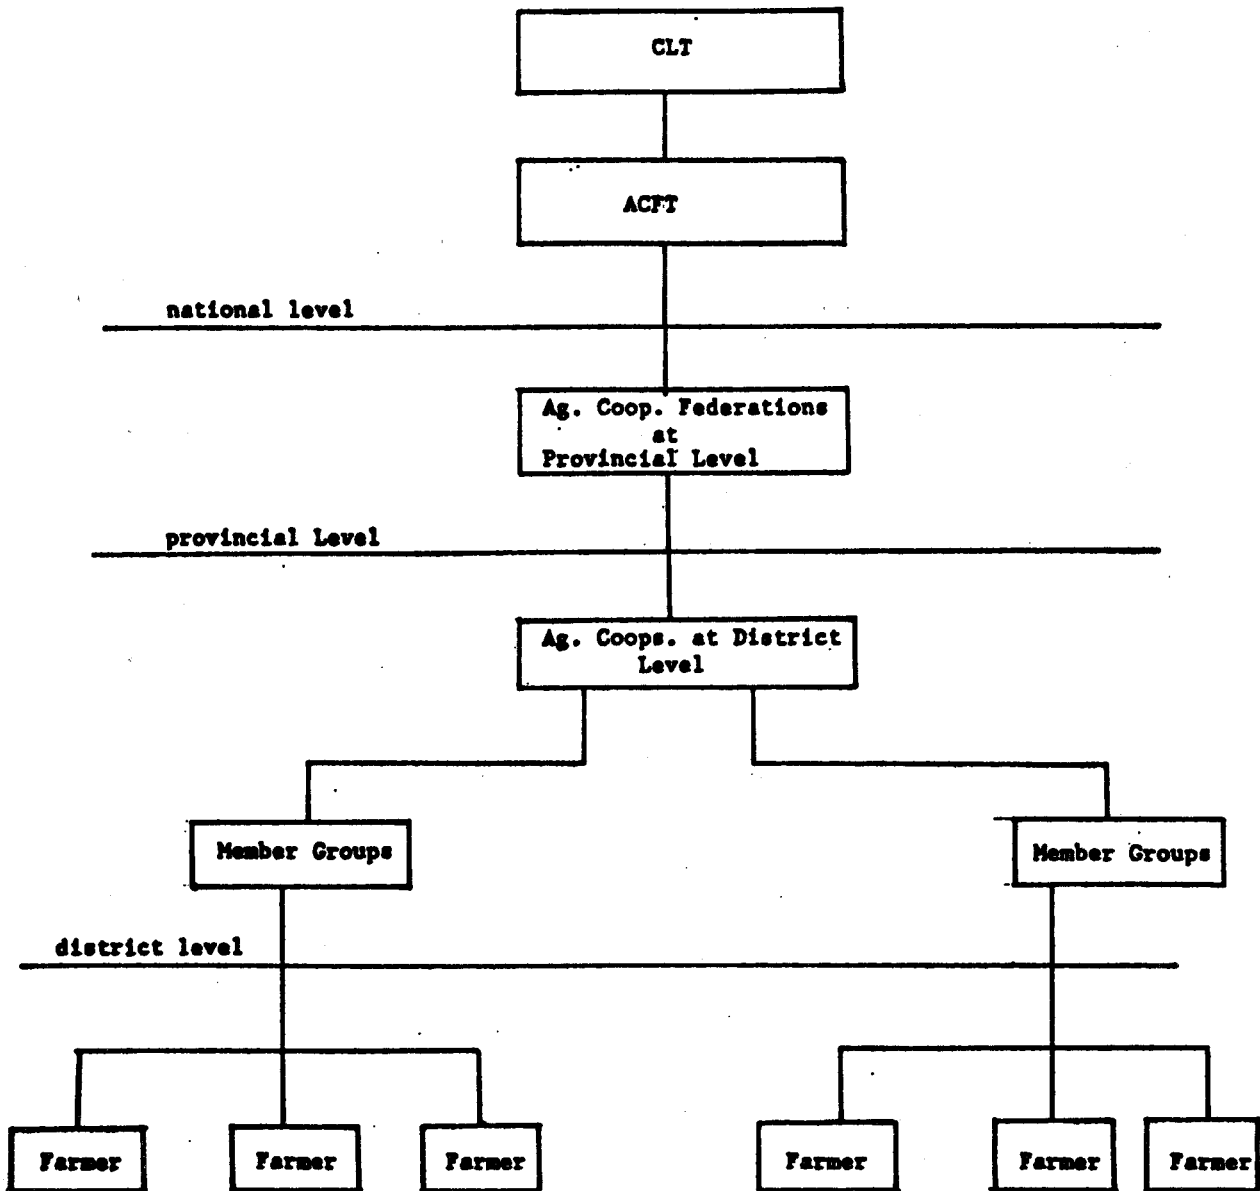 CLT
ACFT
national level
Ag. Coop. Federations
at
Provincial Level
provincial Level
Ag. Coops. at District
Level
Member Groups
Member Groups
district level
Farmer
Farmer
Farmer
Farmer
Farmer
Farmer